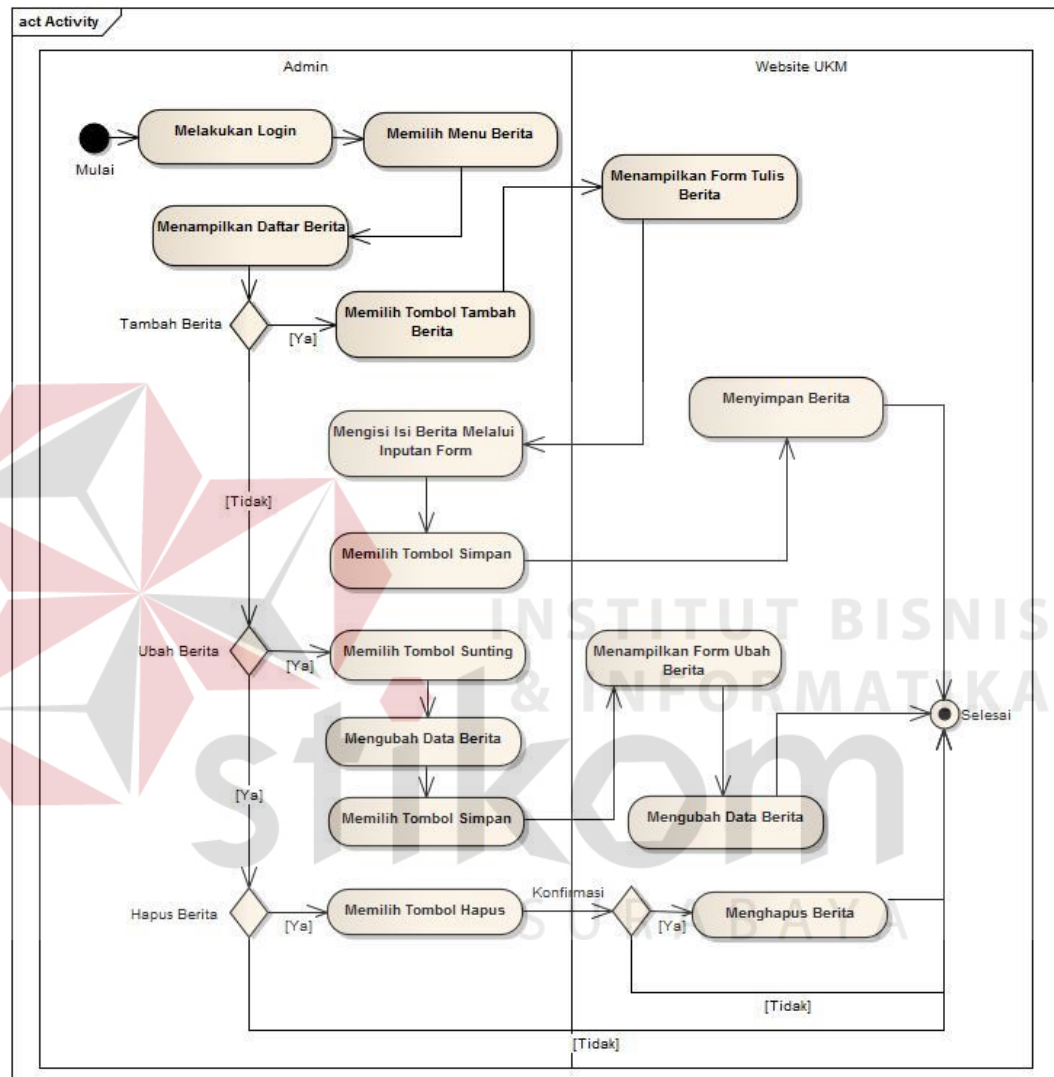 act Activity
Admin
Website UKM
Melakukan Login
Memilih Menu Berita
Mulai
Menampilkan Form Tulis
Berita
Menampilkan Daftar Berita
Tambah Berita
[Ya]
Memilih Tombol Tambah
Berita
Menyimpan Berita
Mengisi Isi Berita Melalui
Inputan Form
[Tidak]
Memilih Tombol Simpan
INSTITUT BISNIS
& INFORMATIKA
stikom
SURABAYA
Ubah Berita
[Ya]
Memilih Tombol Sunting
Menampilkan Form Ubah
Berita
Selesai
Mengubah Data Berita
[Ya]
Memilih Tombol Simpan
Mengubah Data Berita
Hapus Berita
[Ya]
Memilih Tombol Hapus
Konfirmasi
[Ya]
Menghapus Berita
[Tidak]
[Tidak]